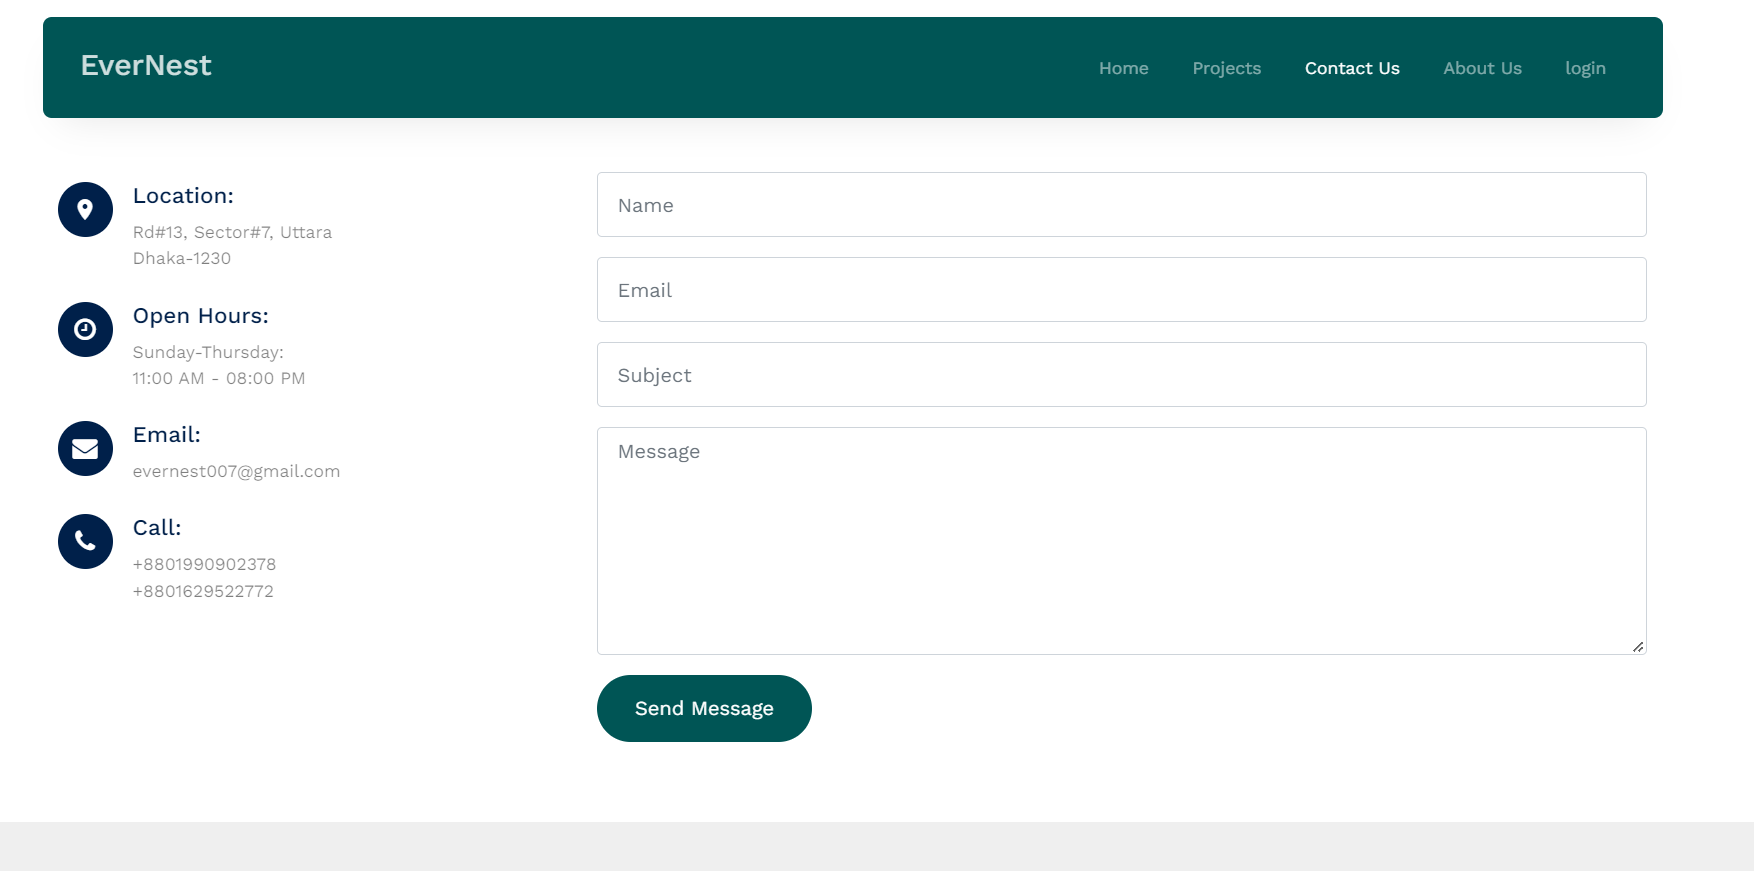 EverNest
Home Projects Contact Us About Us login
Location:
Rd#13, Sector#7, Uttara
Dhaka-1230
Open Hours:
Sunday-Thursday:
11:00 AM - 08:00 PM
Email:
evernest007@gmail.com
Call:
+8801990902378
+8801629522772
Name
Email
Subject
Message
Send Message